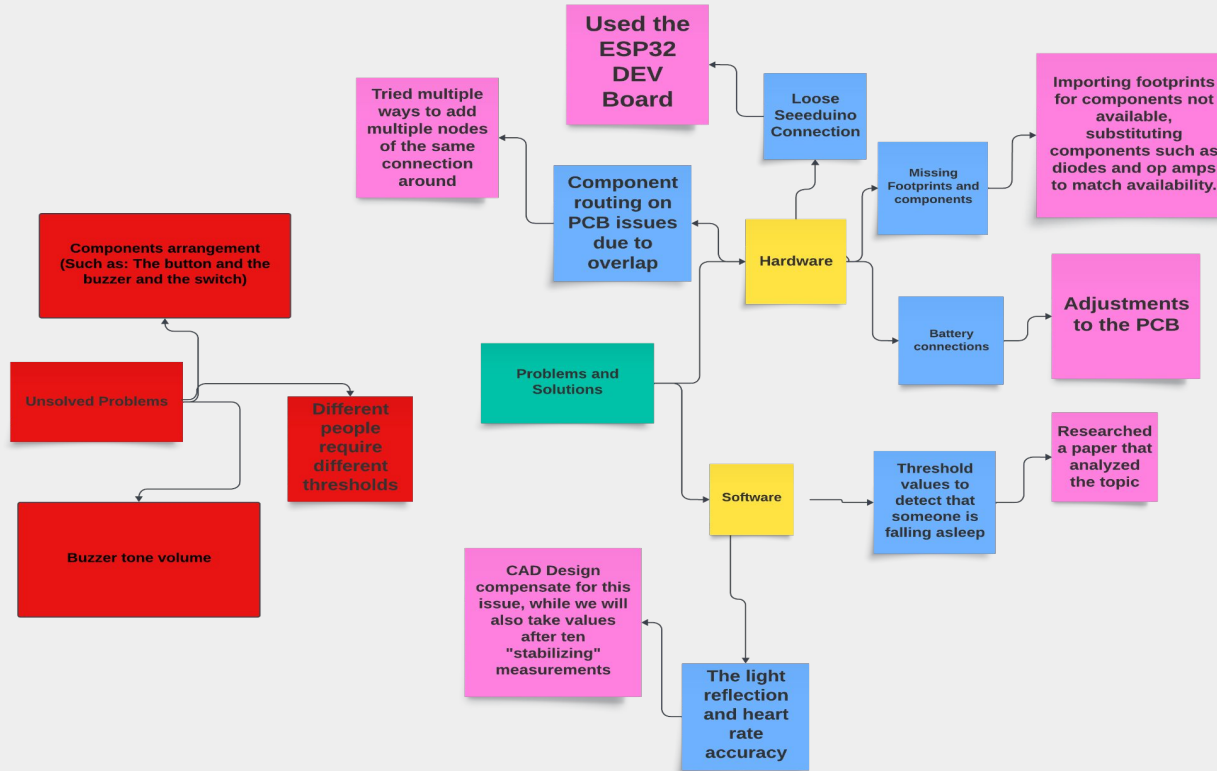 Used the
ESP32
DEV
Board
Tried multiple
ways to add
multiple nodes
of the same
connection
around
Loose
Seeeduino
Connection
Importing footprints
for components not
available,
substituting
components such as
diodes and op amps
to match availability.
Missing
Footprints and
components
Component
routing on
PCB issues
due to
overlap
Hardware
Components arrangement
(Such as: The button and the
buzzer and the switch)
Adjustments
to the PCB
Battery
connections
Problems and
Solutions
Unsolved Problems
Different
people
require
different
thresholds
Researched
a paper that
analyzed
the topic
Threshold
values to
detect that
someone is
falling asleep
Software
Buzzer tone volume
CAD Design
compensate for this
issue, while we will
also take values
after ten
"stabilizing"
measurements
The light
reflection
and heart
rate
accuracy